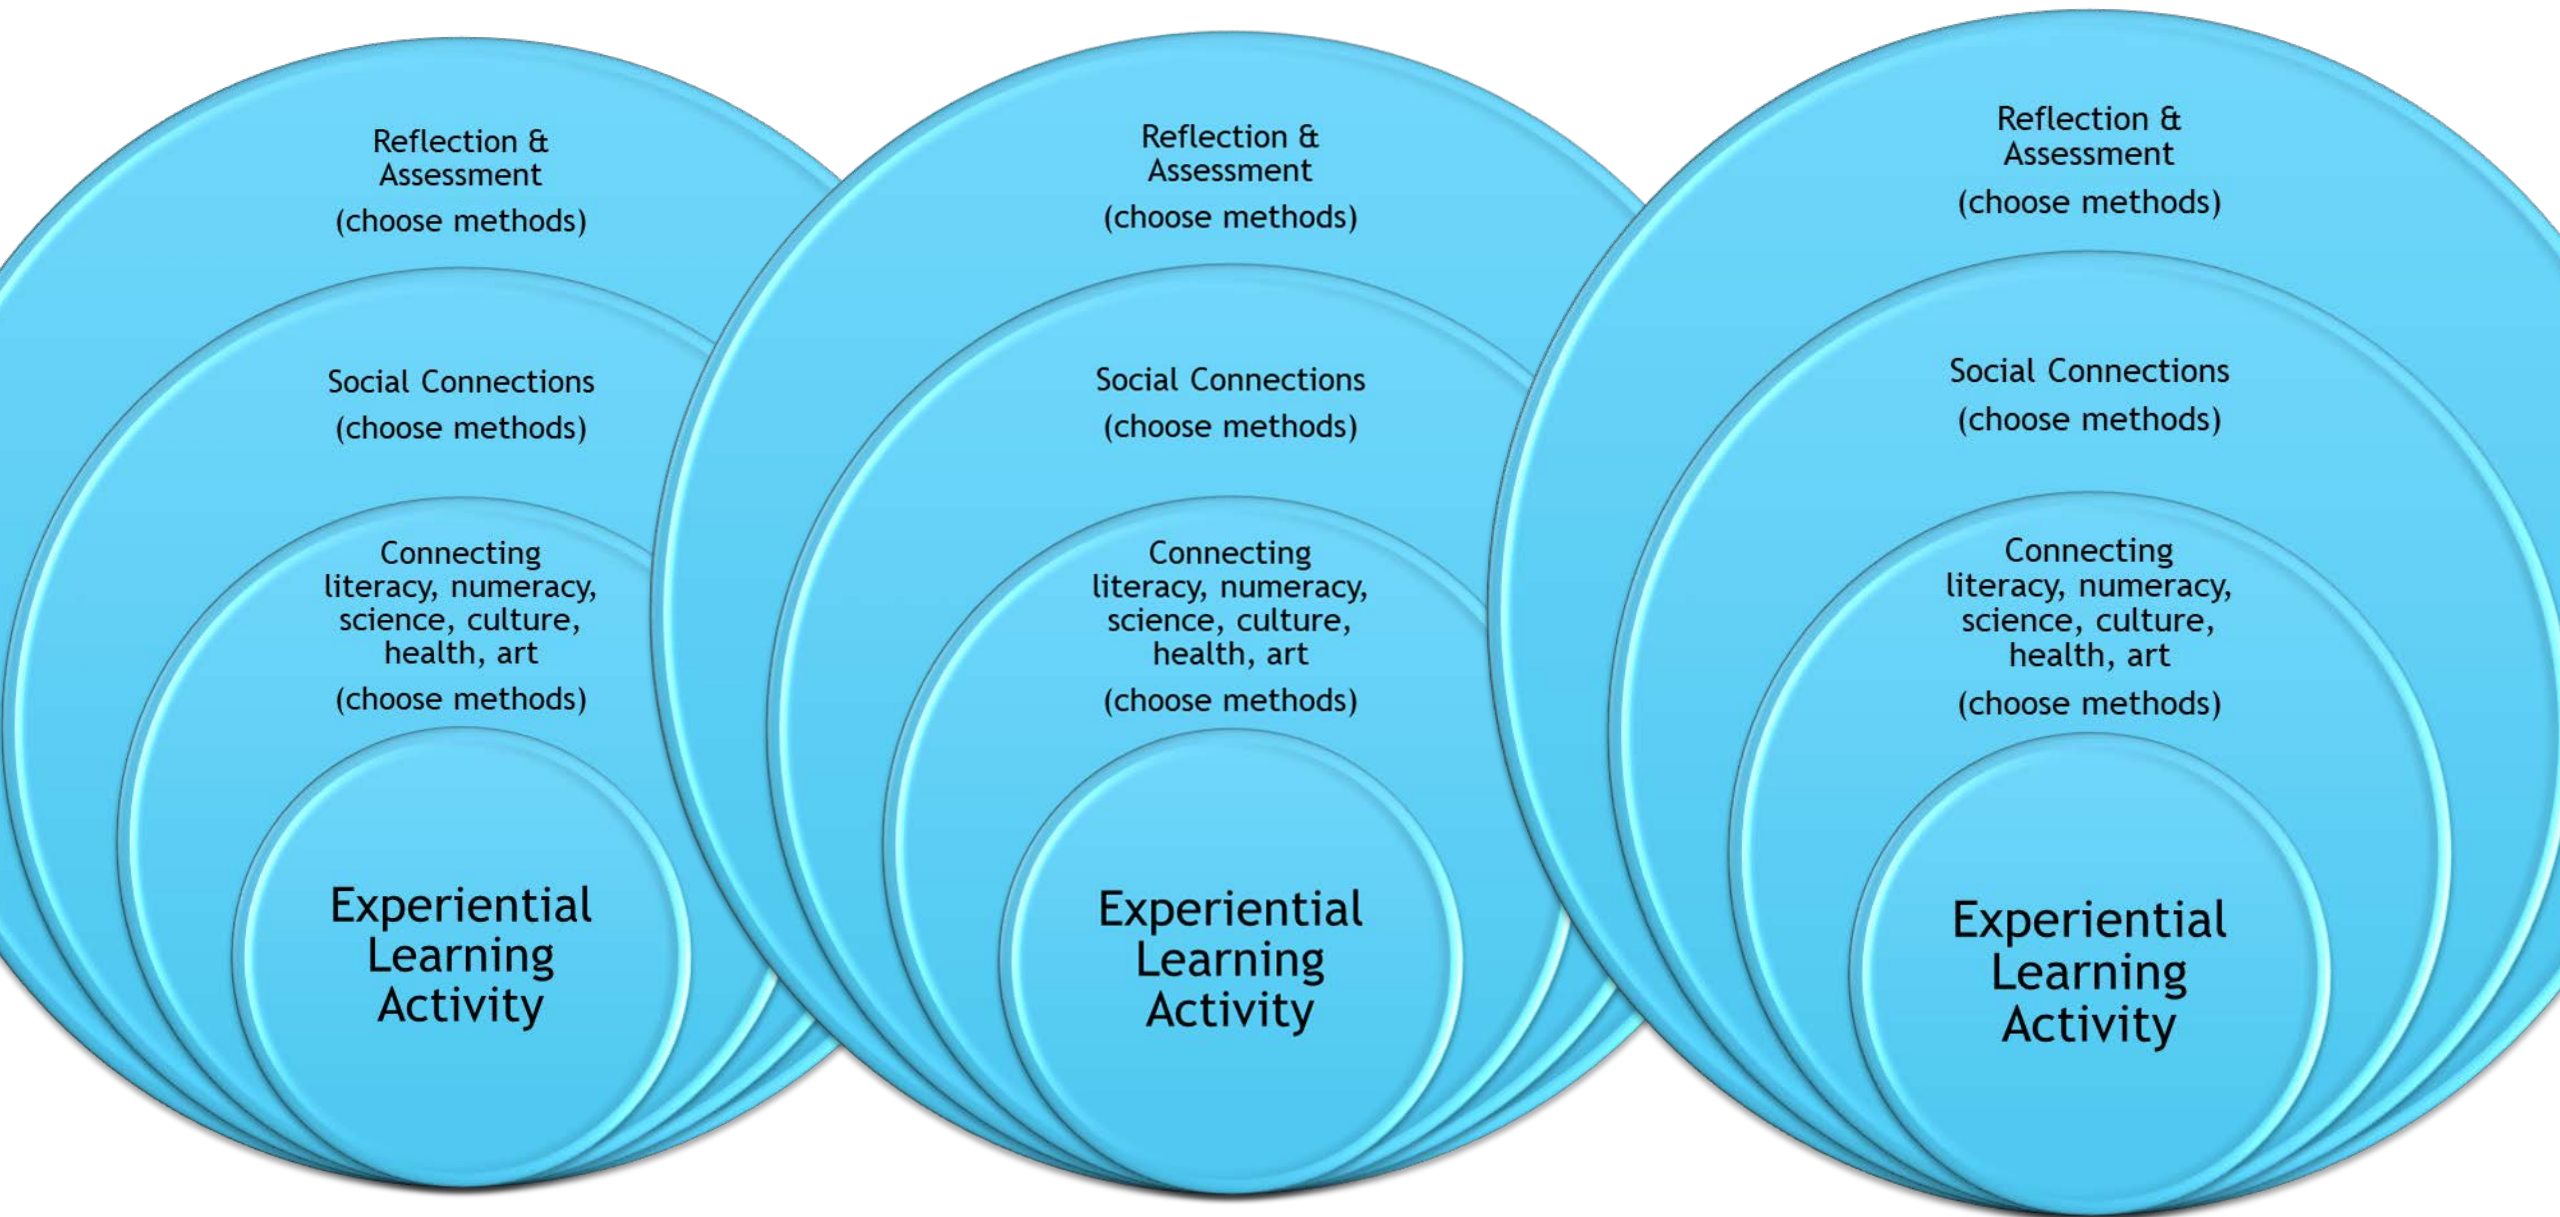 Reflection &
Assessment
(choose methods)
Social Connections
(choose methods)
Connecting
literacy, numeracy,
science, culture,
health, art
(choose methods)
Experiential
Learning
Activity
Reflection &
Assessment
(choose methods)
Social Connections
(choose methods)
Connecting
literacy, numeracy,
science, culture,
health, art
(choose methods)
Experiential
Learning
Activity
Reflection &
Assessment
(choose methods)
Social Connections
(choose methods)
Connecting
literacy, numeracy,
science, culture,
health, art
(choose methods)
Experiential
Learning
Activity